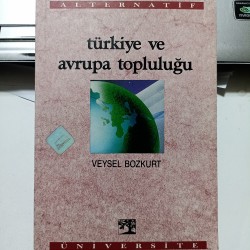 ALTERNATİF
türkiye ve
avrupa topluluğu
VEYSEL BOZKURT
ÜNİVERSİTE